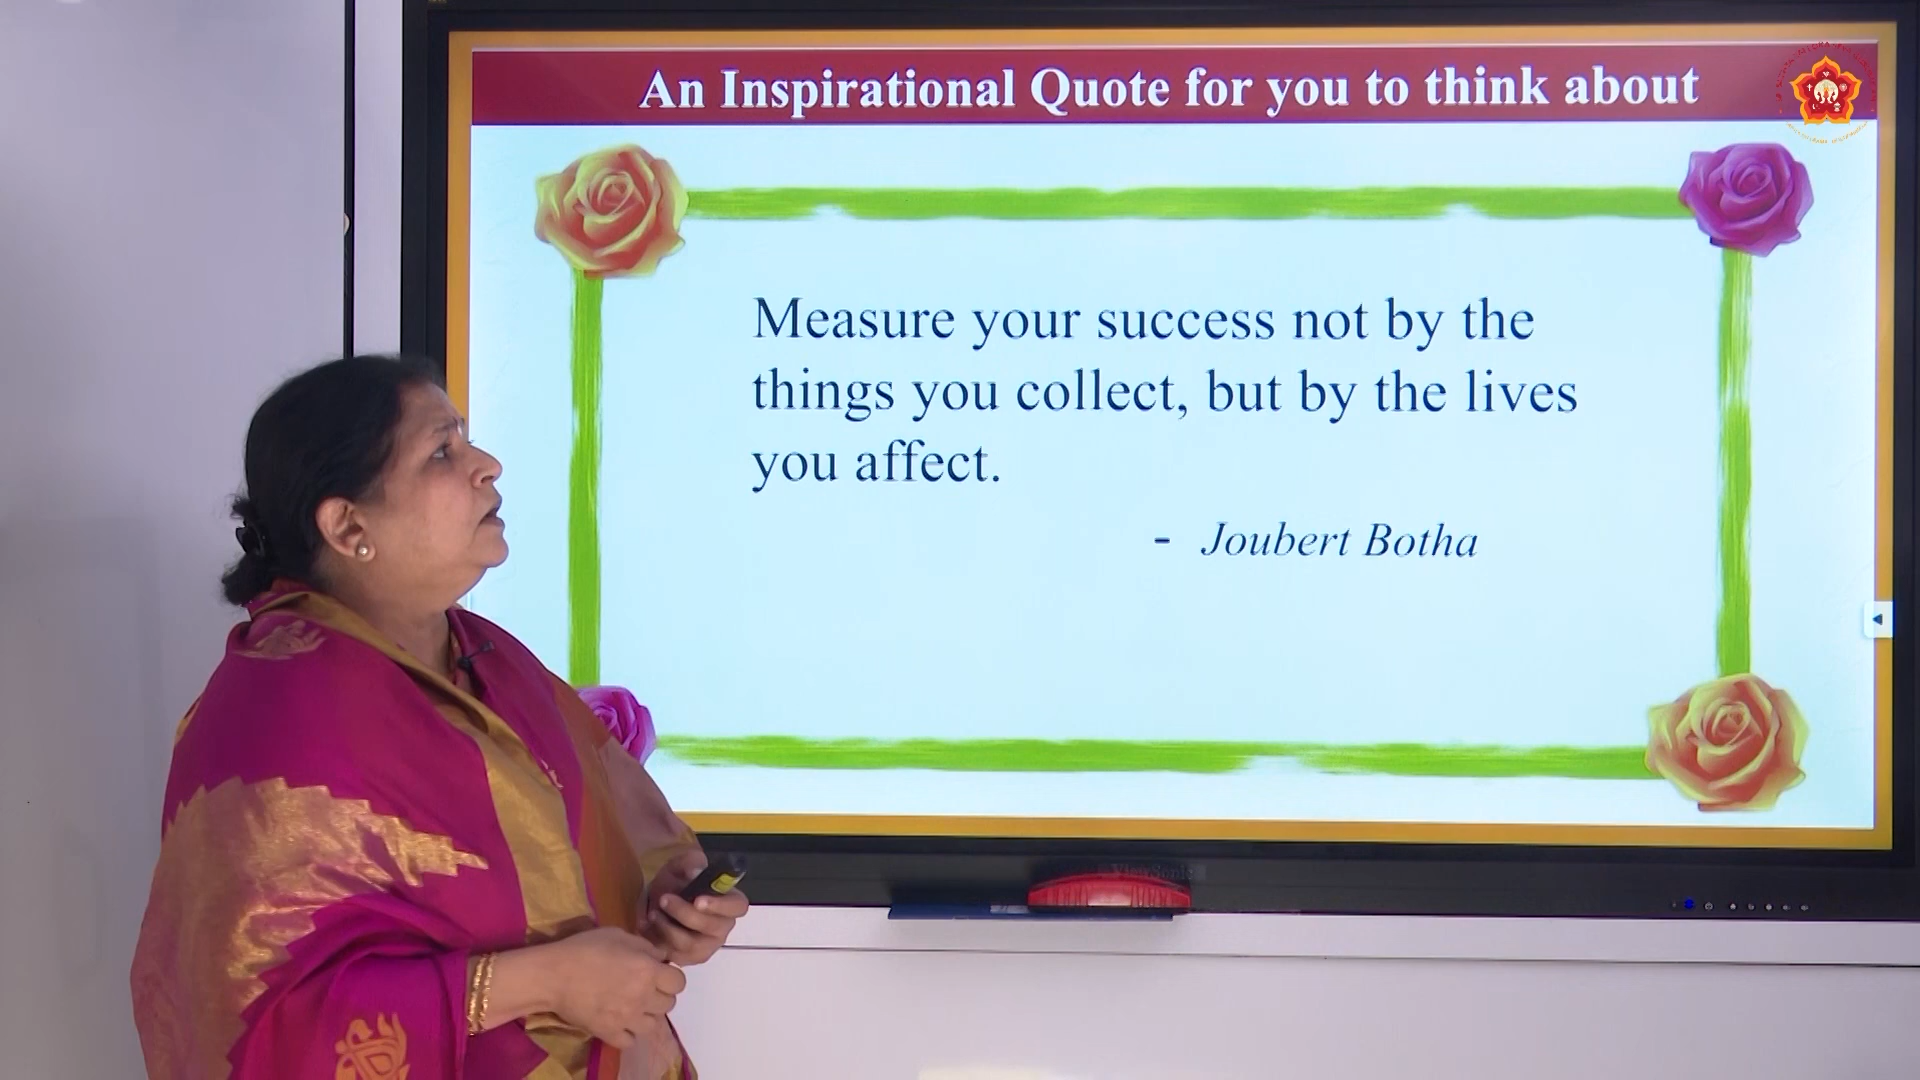 An Inspirational Quote for you to think about
Measure your success not by the
things you collect, but by the lives
you affect.
- Joubert Botha
ViewSonic